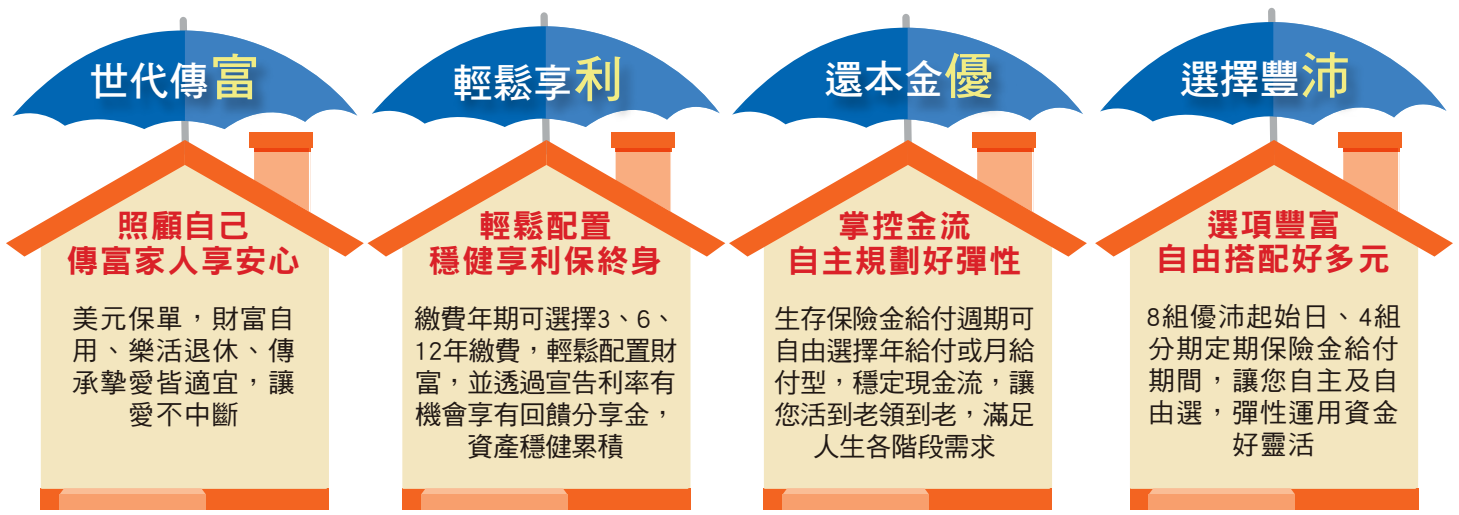 世代傳富
照顧自己
傳富家人享安心
美元保單，財富自
用、樂活退休、傳
承摯愛皆適宜，讓
愛不中斷
輕鬆享利
輕鬆配置
穩健享利保終身
繳費年期可選擇3、6、
12年繳費，輕鬆配置財
富，並透過宣告利率有
機會享有回饋分享金，
資產穩健累積
還本金優
掌控金流
自主規劃好彈性
生存保險金給付週期可
自由選擇年給付或月給
付型，穩定現金流，讓
您活到老領到老，滿足
人生各階段需求
選擇豐沛
選項豐富
自由搭配好多元
8組優沛起始日、4組
分期定期保險金給付
期間，讓您自主及自
由選，彈性運用資金
好靈活